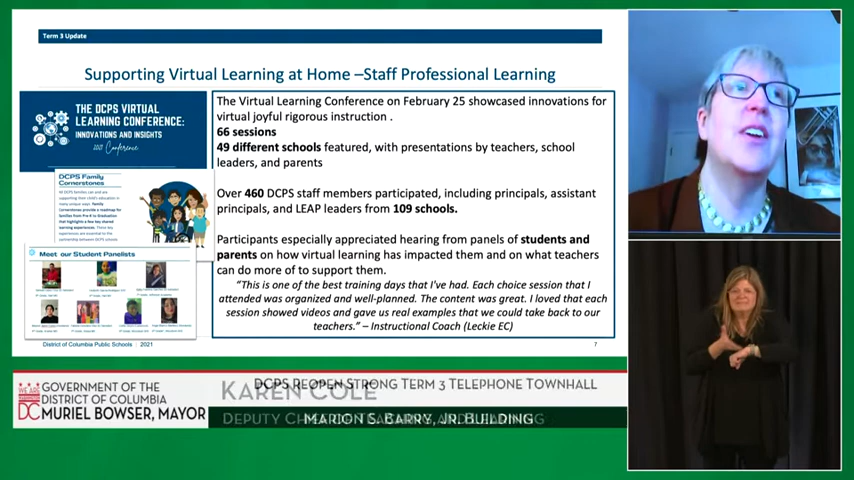 Term 3 Update
Supporting Virtual Learning at Home –Staff Professional Learning
THE DCPS VIRTUAL
LEARNING CONFERENCE:
INNOVATIONS AND INSIGHTS
2021 Conference
DCPS Family
Cornerstones
Meet our Student Panelists
The Virtual Learning Conference on February 25 showcased innovations for
virtual joyful rigorous instruction .
66 sessions
49 different schools featured, with presentations by teachers, school
leaders, and parents
Over 460 DCPS staff members participated, including principals, assistant
principals, and LEAP leaders from 109 schools.
Participants especially appreciated hearing from panels of students and
parents on how virtual learning has impacted them and on what teachers
can do more of to support them.
"This is one of the best training days that I've had. Each choice session that I
attended was organized and well-planned. The content was great. I loved that each
session showed videos and gave us real examples that we could take back to our
teachers." – Instructional Coach (Leckie EC)
District of Columbia Public Schools | 2021
7
WE ARE
DC
GOVERNMENT OF THE
DISTRICT OF COLUMBIA
MURIEL BOWSER, MAYOR
KAREN COLE
DCPS REOPEN STRONG TERM 3 TELEPHONE TOWNHALL
DEPUTY CHIEF
MARION S. BARRY, JR. BUILDING